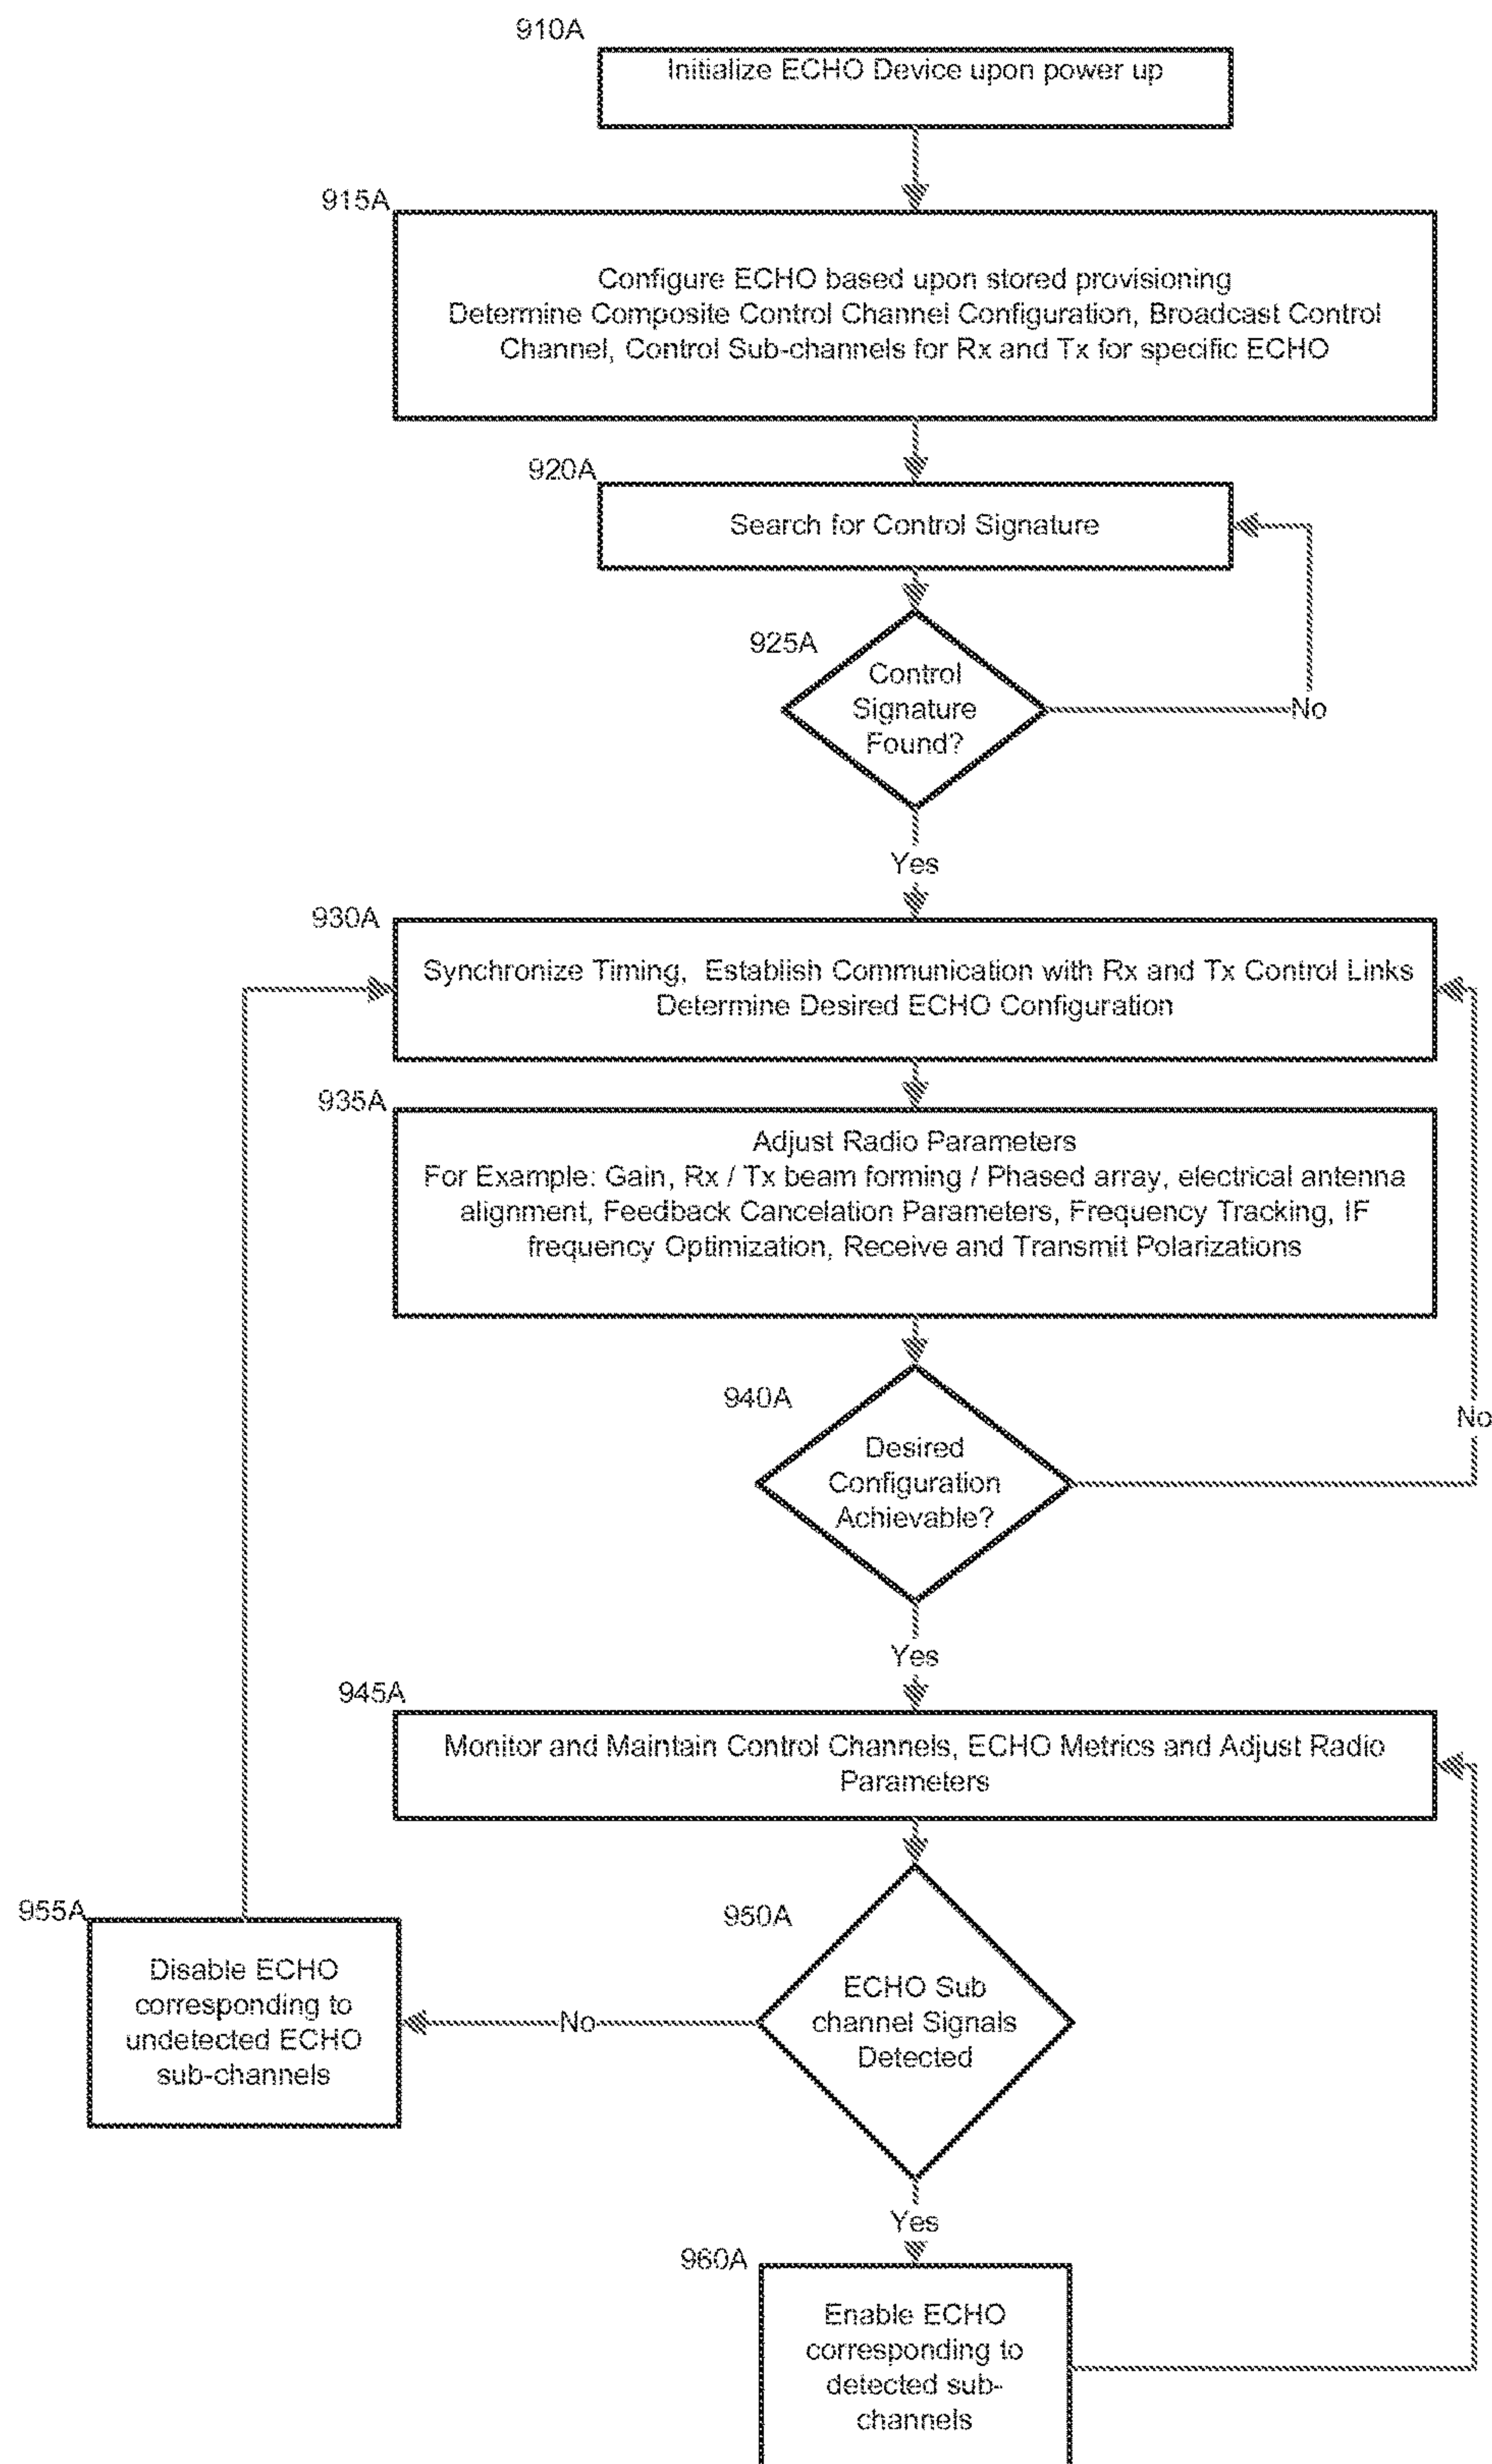 910A
Initialize ECHO Device upon power up
915A
Configure ECHO based upon stored provisioning
Determine Composite Control Channel Configuration, Broadcast Control
Channel, Control Sub-channels for Rx and Tx for specific ECHO
920A
Search for Control Signature
925A
Control
Signature
Found?
No
Yes
930A
Synchronize Timing, Establish Communication with Rx and Tx Control Links
Determine Desired ECHO Configuration
935A
Adjust Radio Parameters
For Example: Gain, Rx / Tx beam forming / Phased array, electrical antenna
alignment, Feedback Cancelation Parameters, Frequency Tracking, IF
frequency Optimization, Receive and Transmit Polarizations
940A
Desired
Configuration
Achievable?
No
Yes
945A
Monitor and Maintain Control Channels, ECHO Metrics and Adjust Radio
Parameters
955A
Disable ECHO
corresponding to
undetected ECHO
sub-channels
950A
ECHO Sub
channel Signals
Detected
No
Yes
960A
Enable ECHO
corresponding to
detected sub-
channels